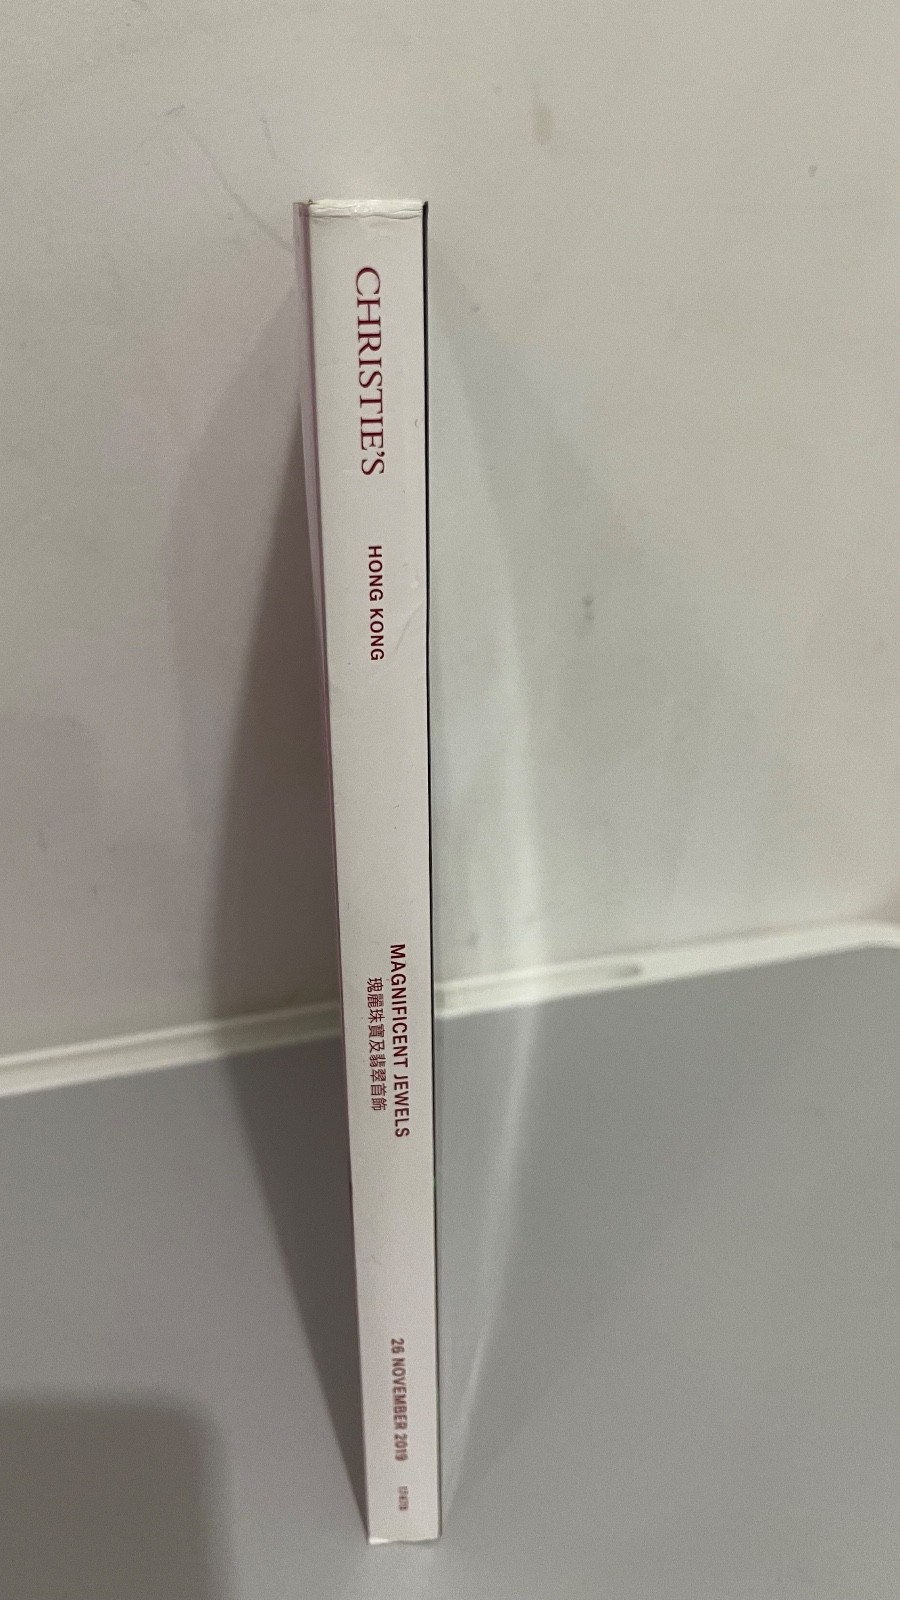 CHRISTIE'S
HONG KONG
MAGNIFICENT JEWELS
瑰麗珠寶及翡翠首飾
26 NOVEMBER 2019